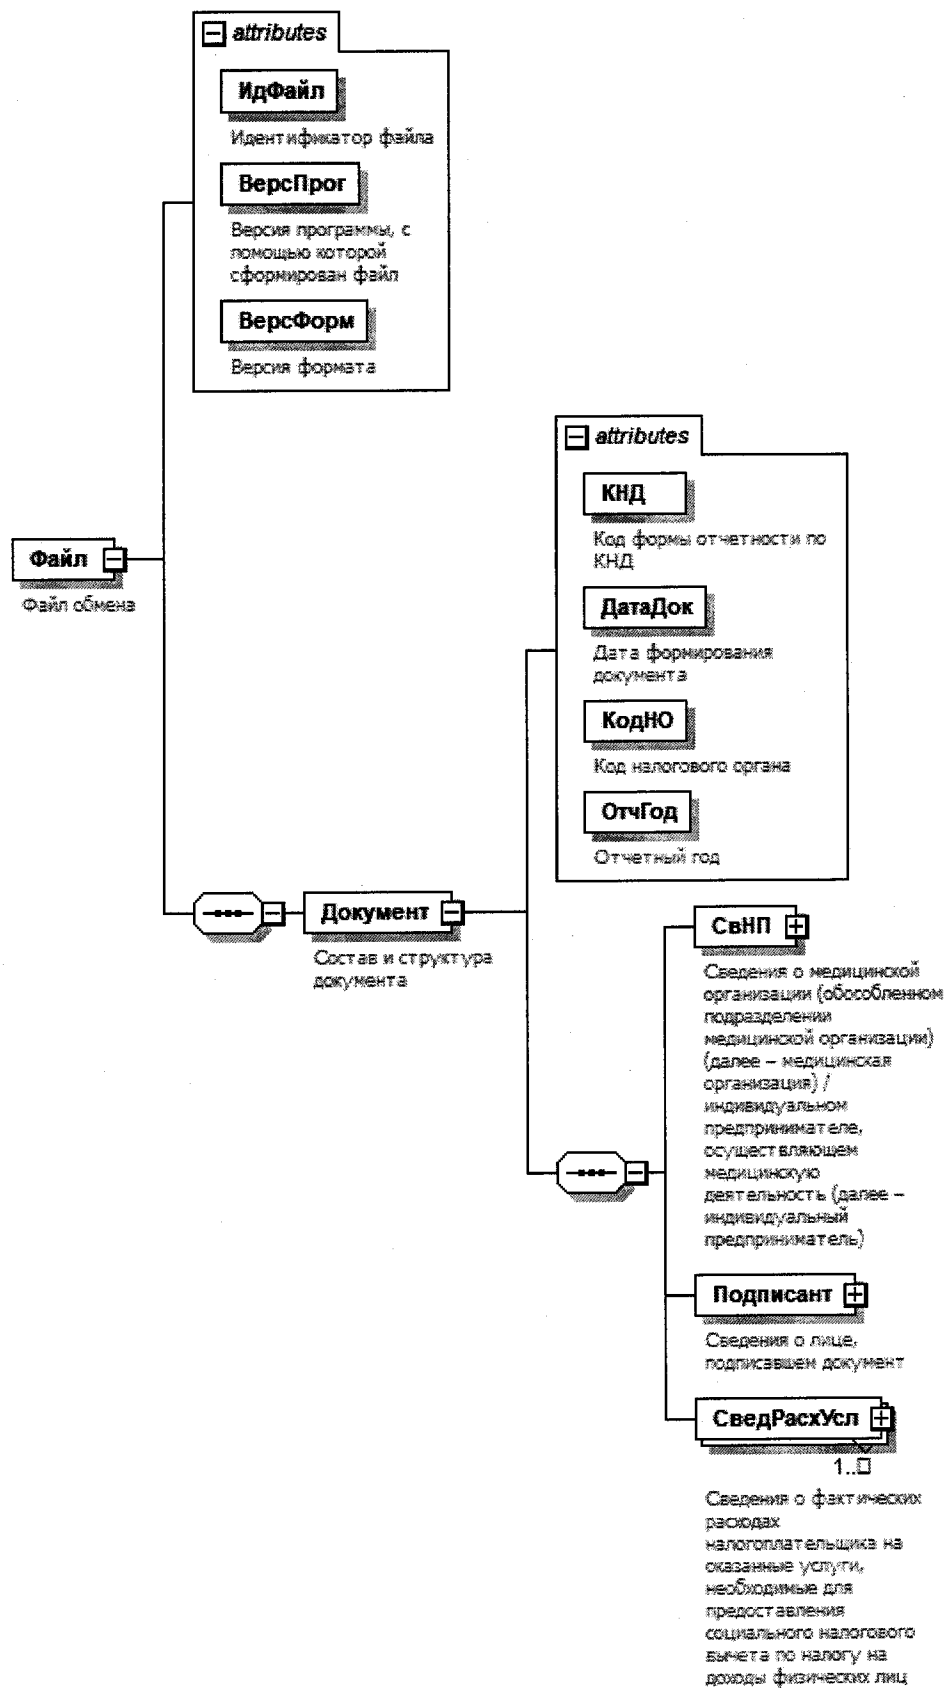 attributes
ИдФайл
Идентификатор файла
ВерсПрог
Версия программы, с
помощью которой
сформирован файл
ВерсФорм
Версия формата
Файл
Файл обмена
attributes
КНД
Код формы отчетности по
КНД
ДатаДок
Дата формирования
документа
КодНО
Код налогового органа
ОтчГод
Отчетный год
Документ
Состав и структура
документа
СвНП
Сведения о медицинской
организации (обособленном
подразделении
медицинской организации)
(далее – медицинская
организация) /
индивидуальном
предпринимателе,
осуществляющем
медицинскую
деятельность (далее –
индивидуальный
предприниматель)
Подписант
Сведения о лице,
подписавшем документ
СведРасхУсл
1..□
Сведения о фактических
расходах
налогоплательщика на
оказанные услуги,
необходимые для
предоставления
социального налогового
вычета по налогу на
доходы физических лиц